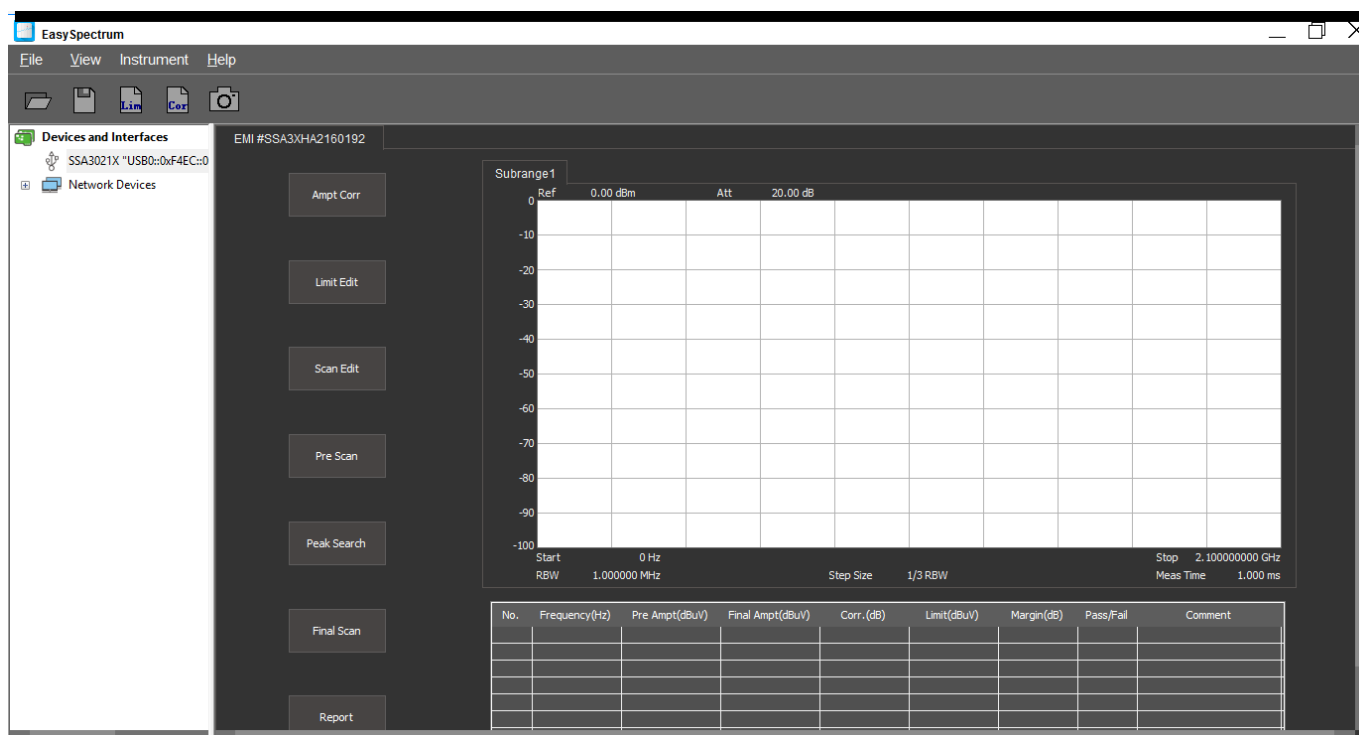 EasySpectrum
File View Instrument Help
Lim Cor
Devices and Interfaces
SSA3021X "USB0::0xF4EC::0
Network Devices
EMI #SSA3XHA2160192
Ampt Corr
Limit Edit
Scan Edit
Pre Scan
Peak Search
Final Scan
Report
Subrange1
Ref 0.00 dBm Att 20.00 dB
0
-10
-20
-30
-40
-50
-60
-70
-80
-90
-100
Start 0 Hz Stop 2.100000000 GHz
RBW 1.000000 MHz Step Size 1/3 RBW Meas Time 1.000 ms
No. Frequency(Hz) Pre Ampt(dBuV) Final Ampt(dBuV) Corr.(dB) Limit(dBuV) Margin(dB) Pass/Fail Comment